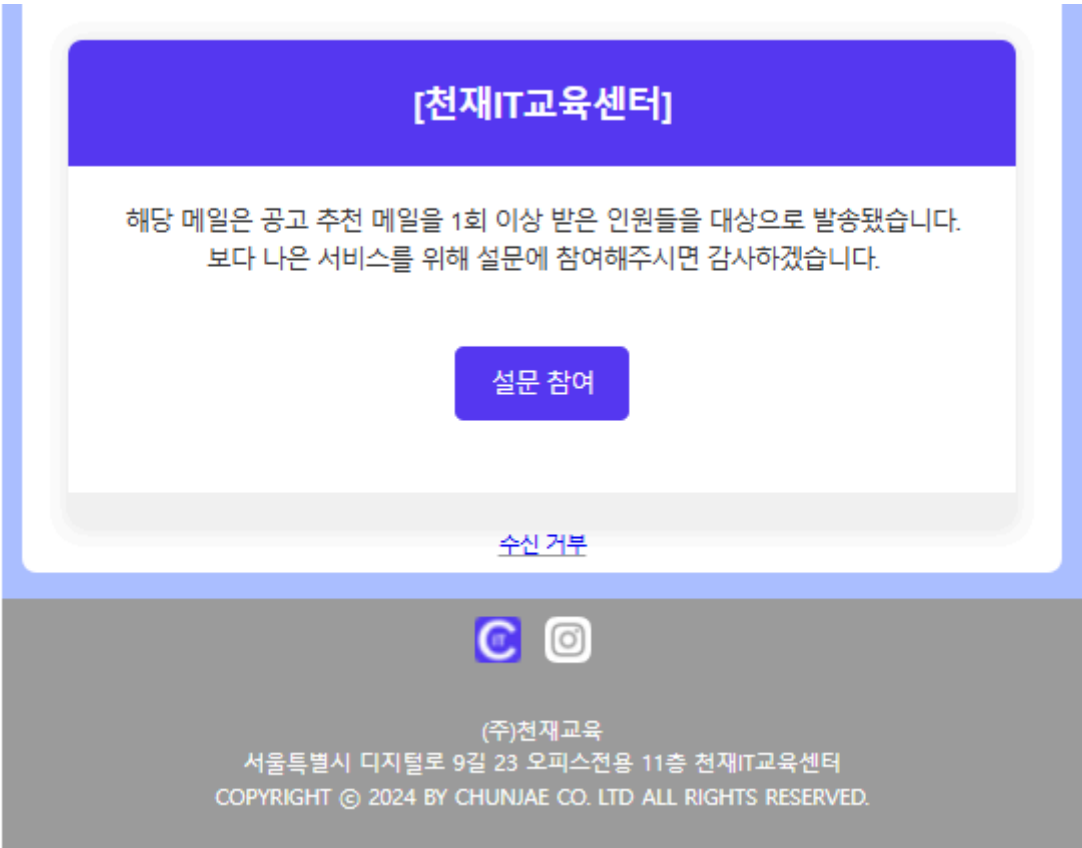 [천재IT교육센터]
해당 메일은 공고 추천 메일을 1회 이상 받은 인원들을 대상으로 발송됐습니다.
보다 나은 서비스를 위해 설문에 참여해주시면 감사하겠습니다.
설문 참여
수신 거부
C IT
(주)천재교육
서울특별시 디지털로 9길 23 오피스전용 11층 천재IT교육센터
COPYRIGHT ⓒ 2024 BY CHUNJAE CO. LTD ALL RIGHTS RESERVED.